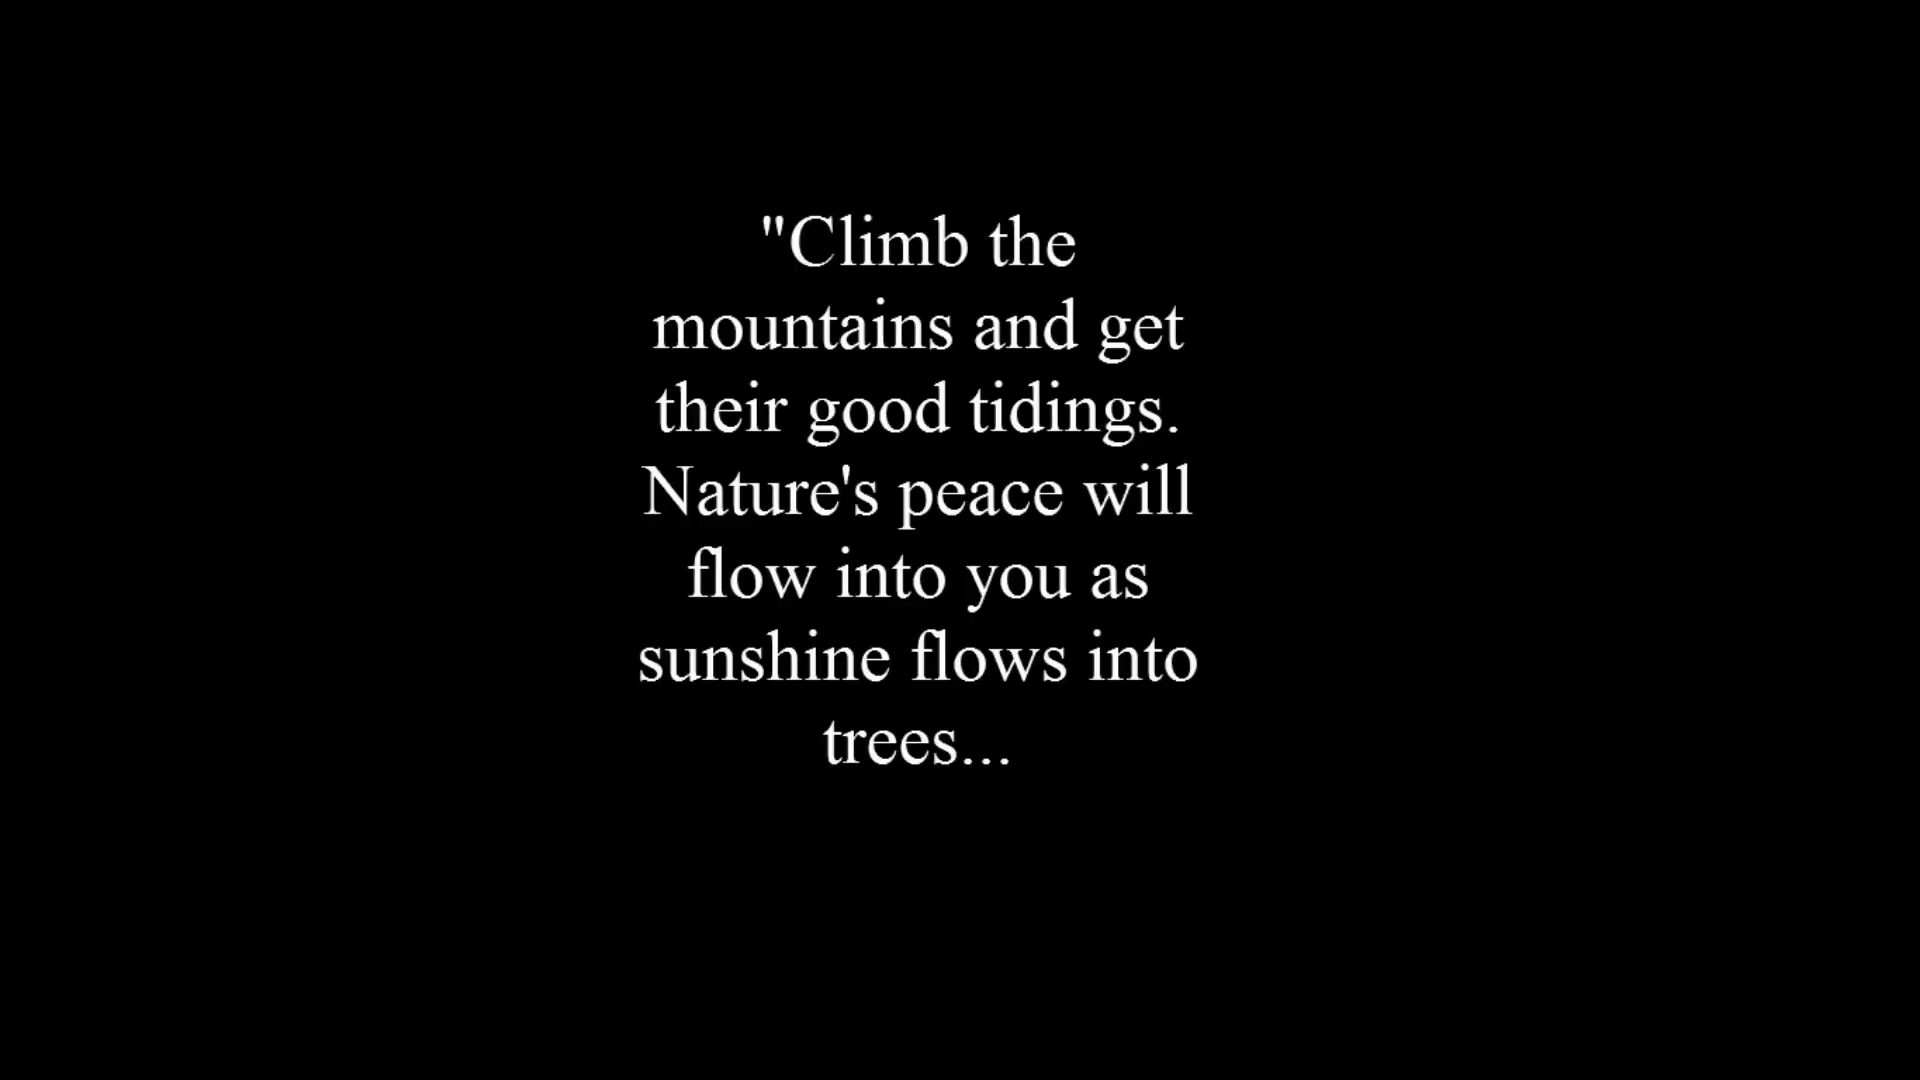 "Climb the
mountains and get
their good tidings.
Nature's peace will
flow into you as
sunshine flows into
trees...